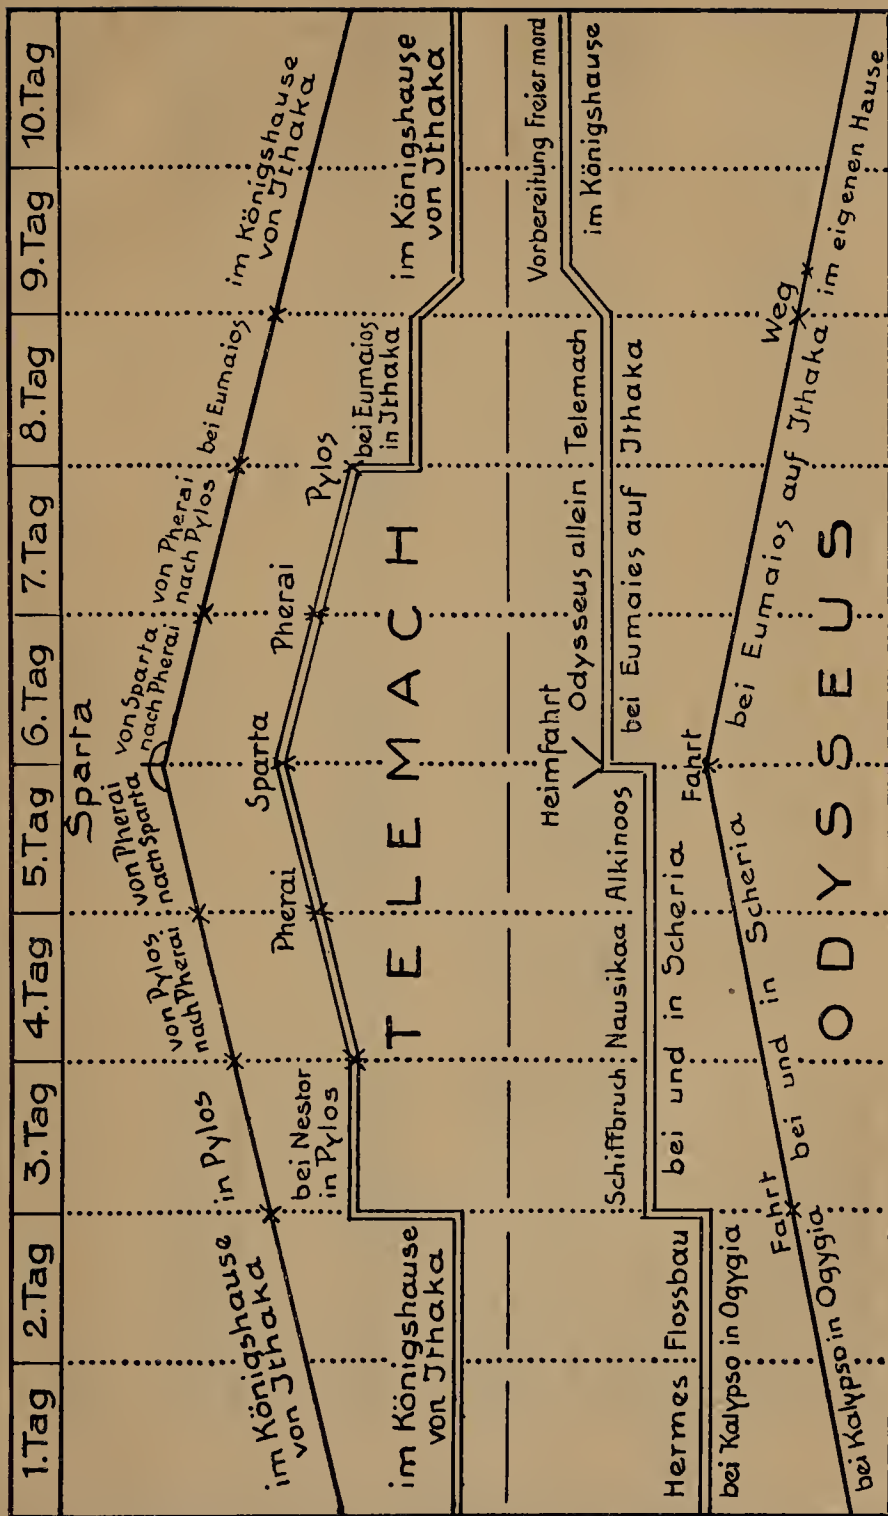 1.Tag
2.Tag
3.Tag
4.Tag
5.Tag
6.Tag
7.Tag
8.Tag
9.Tag
10.Tag
Sparta
im Königshause
von Jthaka
in Pylos
von Pylos
nach Pherai
von Pherai
nach Sparta
von Sparta
nach Pherai
von Pherai
nach Pylos
bei Eumaios
im Königshause
von Jthaka
im Königshause
von Jthaka
bei Nestor
in Pylos
Pherai
Sparta
Pherai
Pylos
bei Eumaios
in Jthaka
im Königshause
von Jthaka
TELEMACH
Heimfahrt
Vorbereitung Freiermord
Hermes Flossbau
Schiffbruch Nausikaa Alkinoos
Odysseus allein Telemach
im Königshause
bei Kalypso in Ogygia
bei und in Scheria
bei Eumaies auf Jthaka
Fahrt
Fahrt
Weg
bei Kalypso in Ogygia
bei und in Scheria
bei Eumaios auf Jthaka
im eigenen Hause
ODYSSEUS